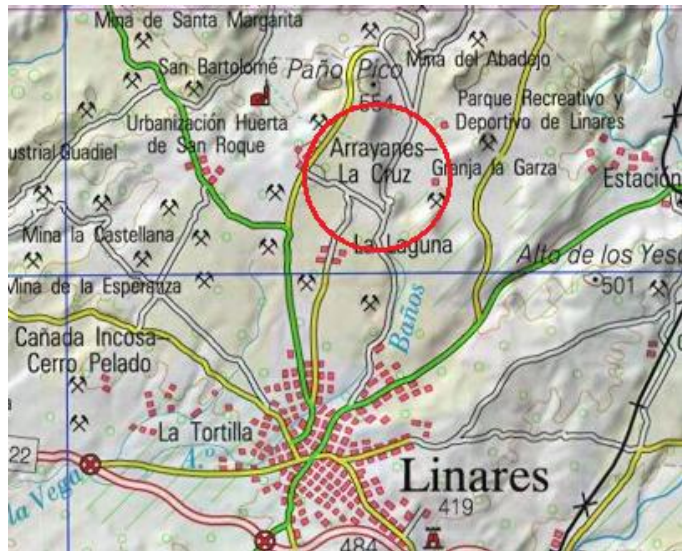 Mina de Santa Margarita
San Bartolomé
Paño Pico
554
Mina del Abadejo
Urbanización Huerta
de San Roque
Arrayanes-
La Cruz
Parque Recreativo y
Deportivo de Linares
Granja la Garza
ustrial Guadiel
Estación
Mina la Castellana
La Laguna
Alto de los Yeso
501
Mina de la Esperanza
Baños
Cañada Incosa-
Cerro Pelado
La Tortilla
A.º
22
la Vega
Linares
419
484